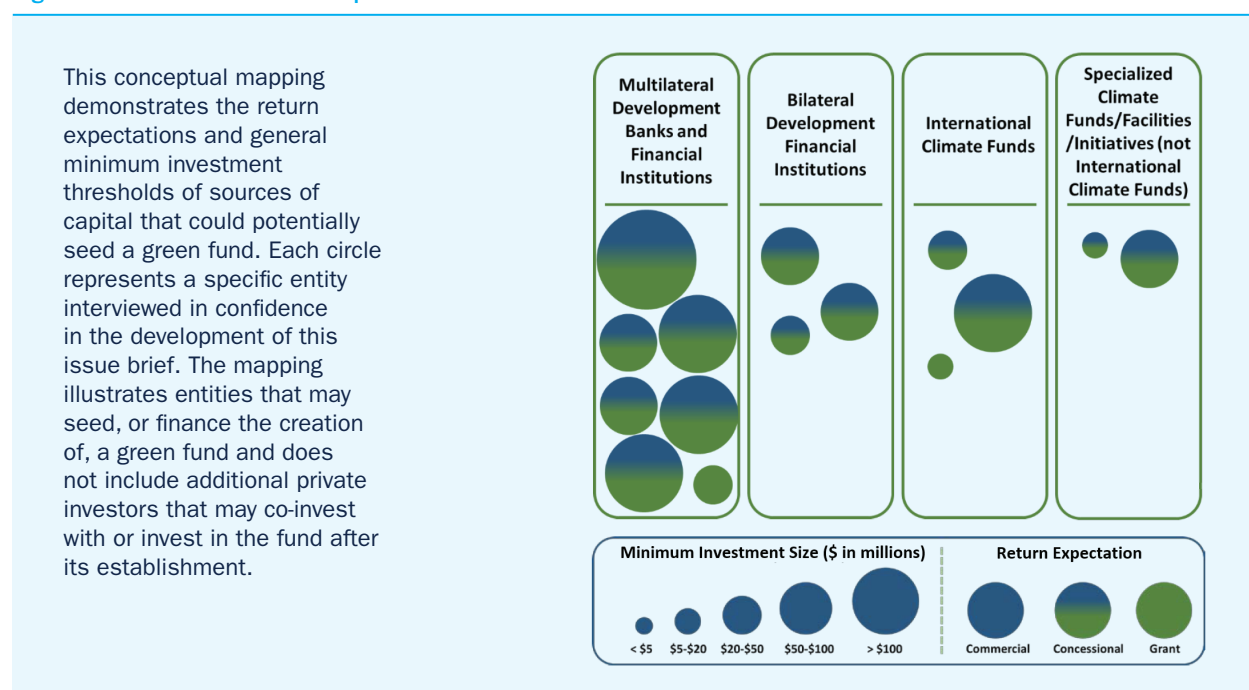 This conceptual mapping
demonstrates the return
expectations and general
minimum investment
thresholds of sources of
capital that could potentially
seed a green fund. Each circle
represents a specific entity
interviewed in confidence
in the development of this
issue brief. The mapping
illustrates entities that may
seed, or finance the creation
of, a green fund and does
not include additional private
investors that may co-invest
with or invest in the fund after
its establishment.
Multilateral
Development
Banks and
Financial
Institutions
Bilateral
Development
Financial
Institutions
International
Climate Funds
Specialized
Climate
Funds/Facilities
/Initiatives (not
International
Climate Funds)
Minimum Investment Size ($ in millions)
< $5 $5-$20 $20-$50 $50-$100 > $100
Return Expectation
Commercial Concessional Grant